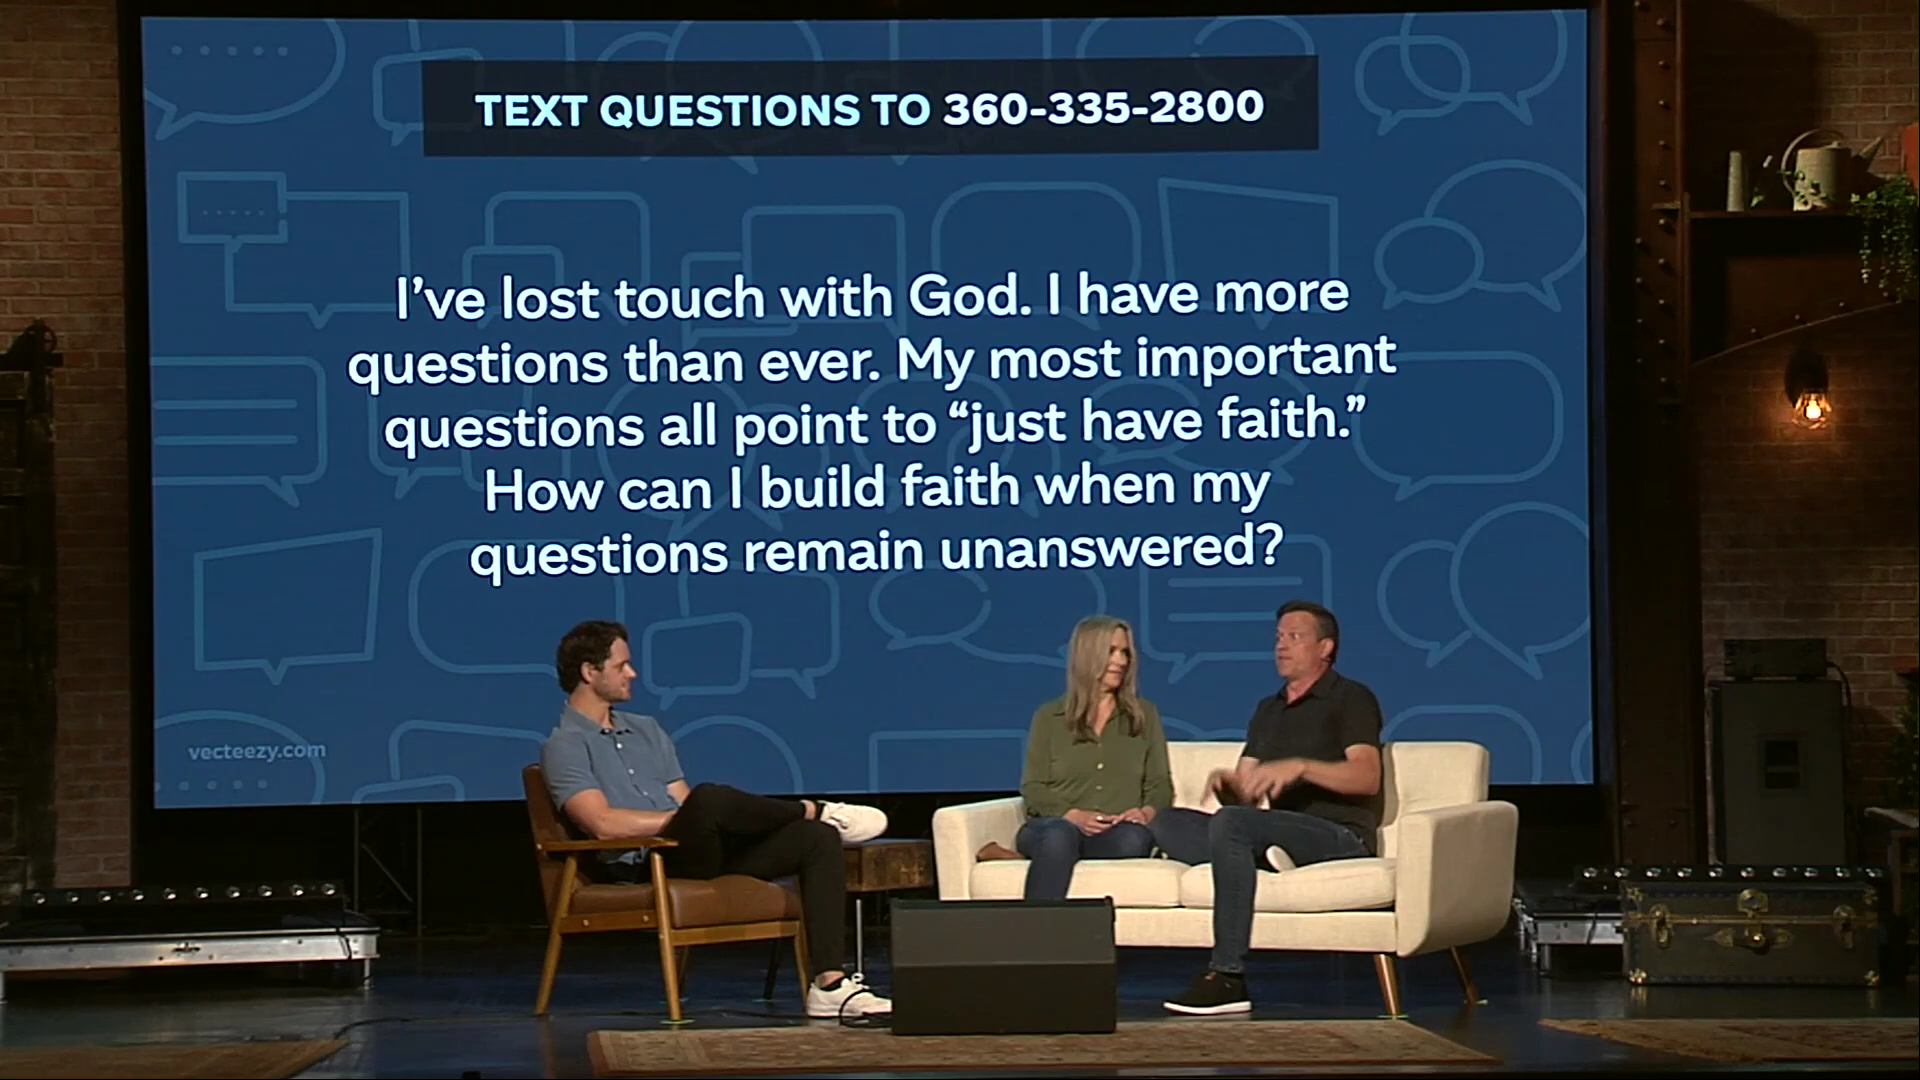 TEXT QUESTIONS TO 360-335-2800
I've lost touch with God. I have more
questions than ever. My most important
questions all point to “just have faith.”
How can I build faith when my
questions remain unanswered?
vecteezy.com